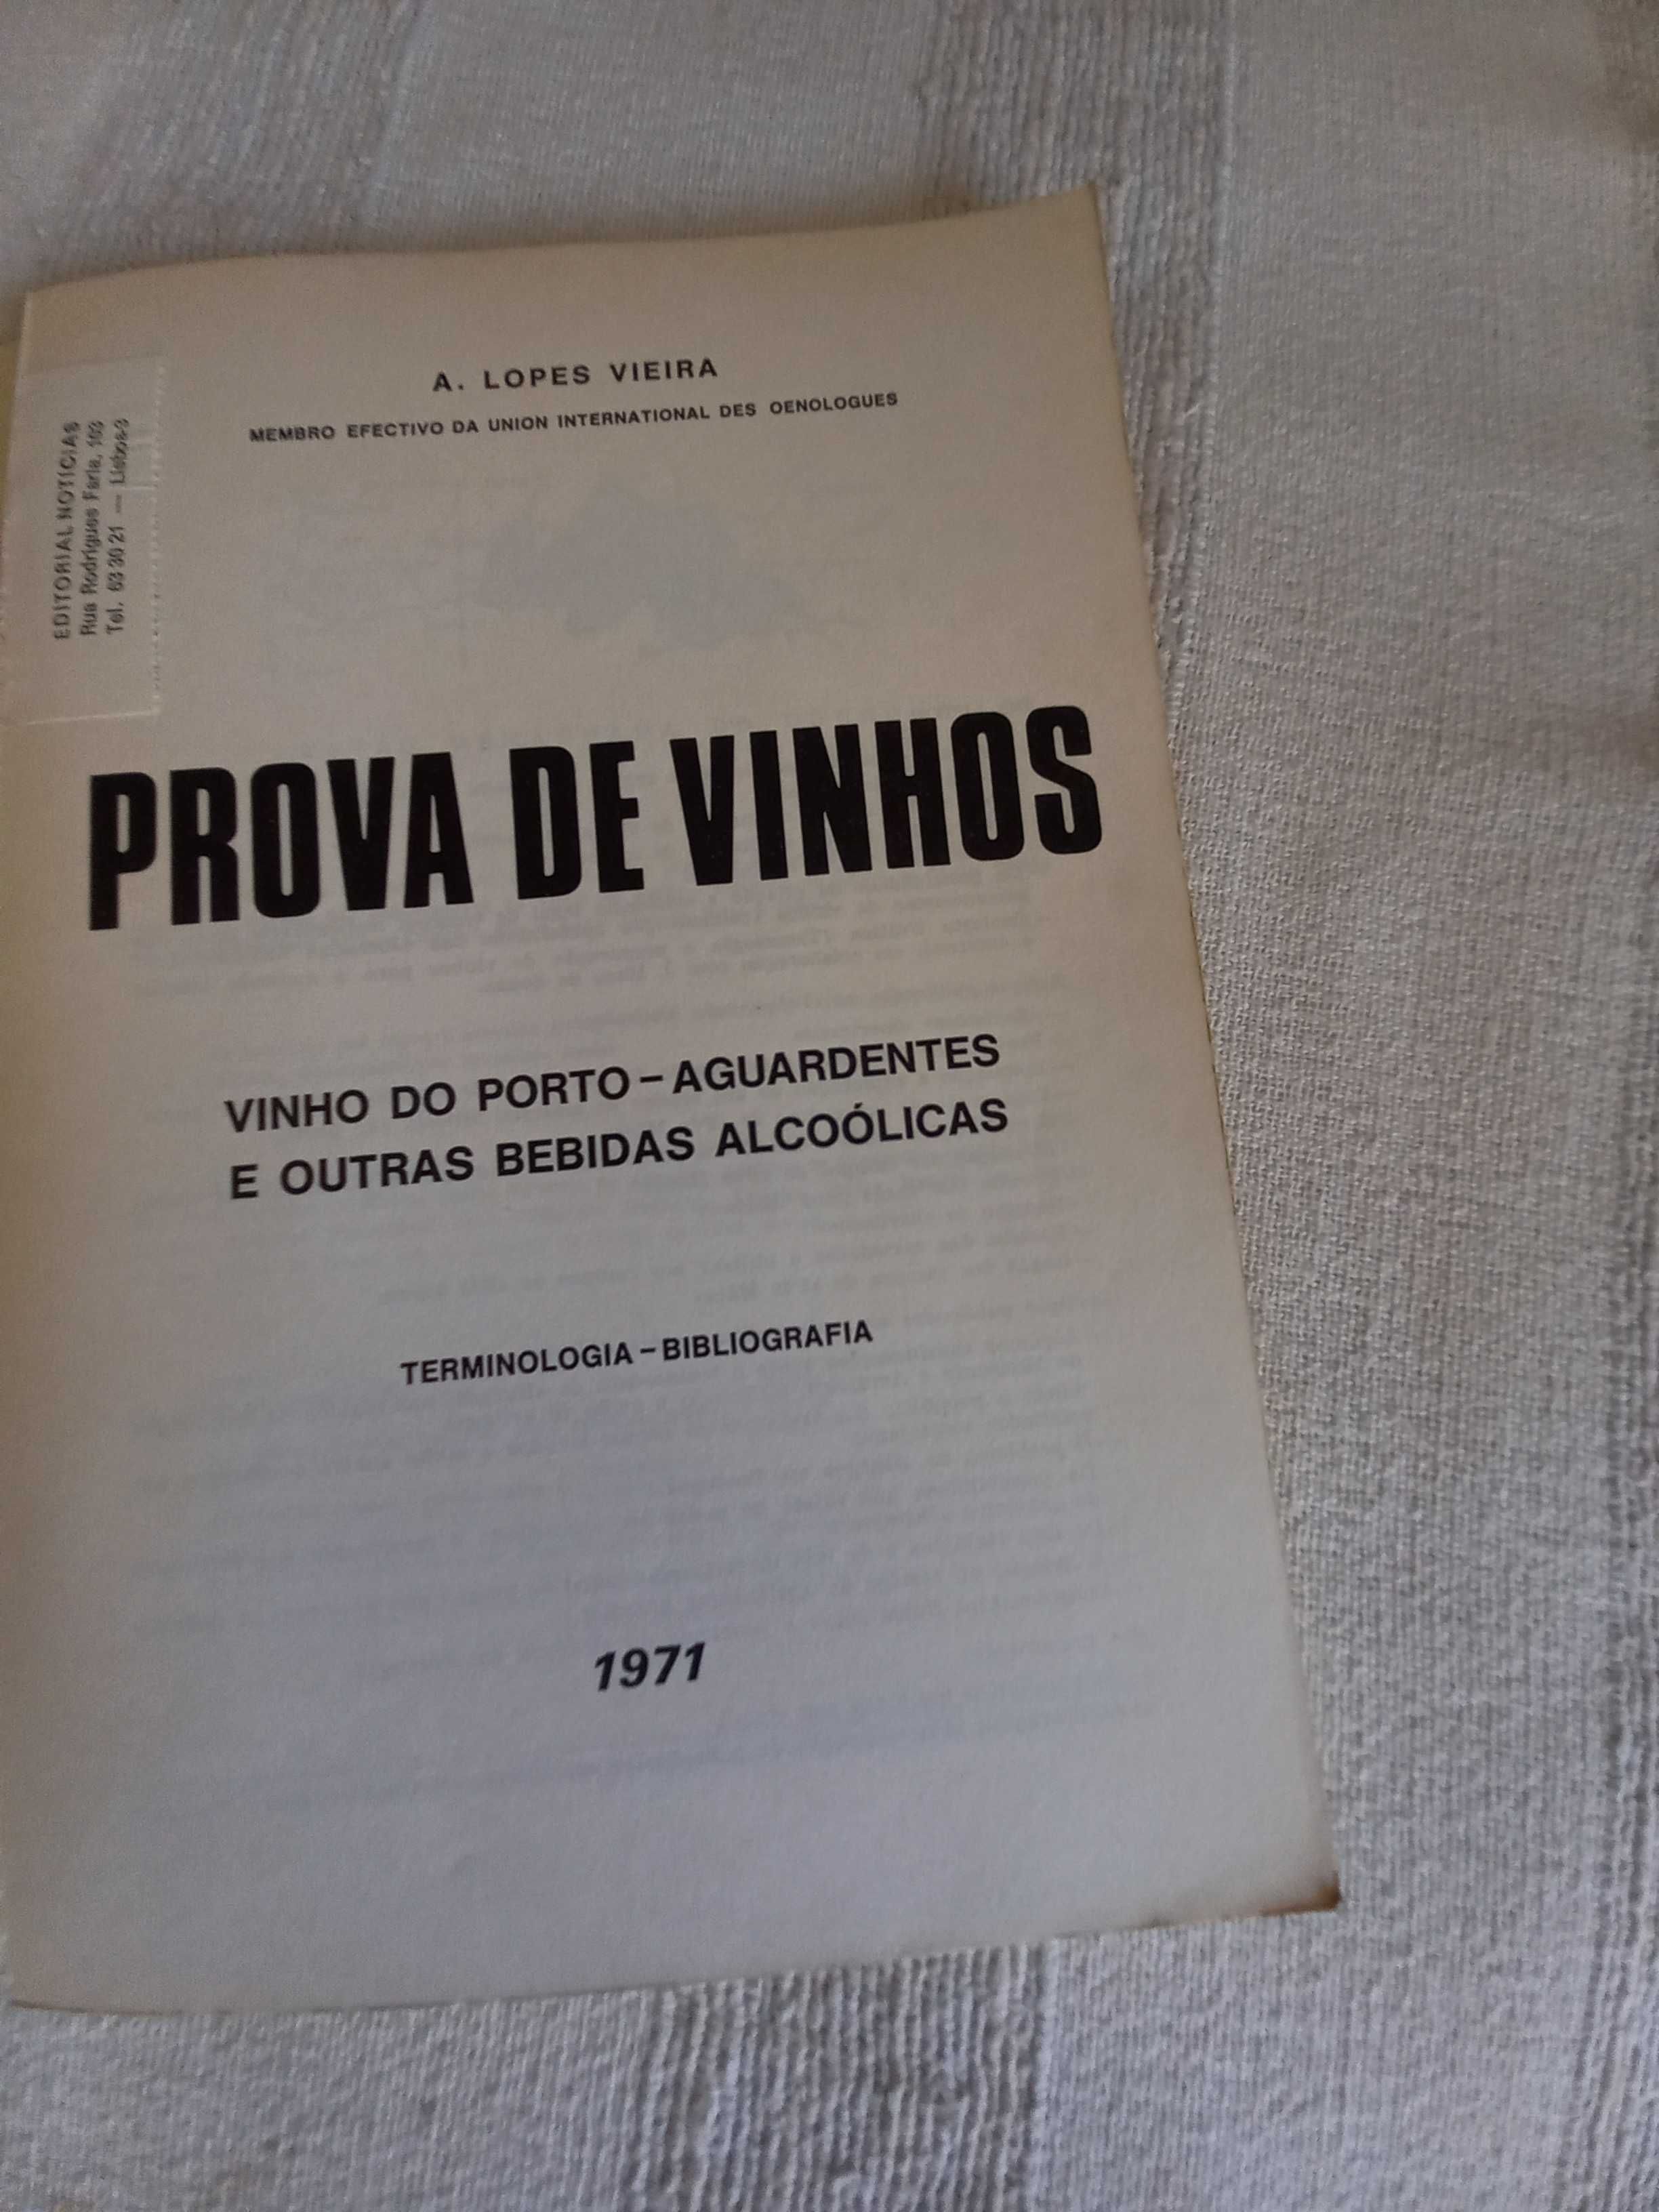 A. LOPES VIEIRA
MEMBRO EFECTIVO DA UNION INTERNATIONAL DES OENOLOGUES
EDITORIAL NOTÍCIAS
Rua Rodrigues Faria, 103
Tel. 63 30 21 — Lisboa-3
PROVA DE VINHOS
VINHO DO PORTO – AGUARDENTES
E OUTRAS BEBIDAS ALCOÓLICAS
TERMINOLOGIA – BIBLIOGRAFIA
1971